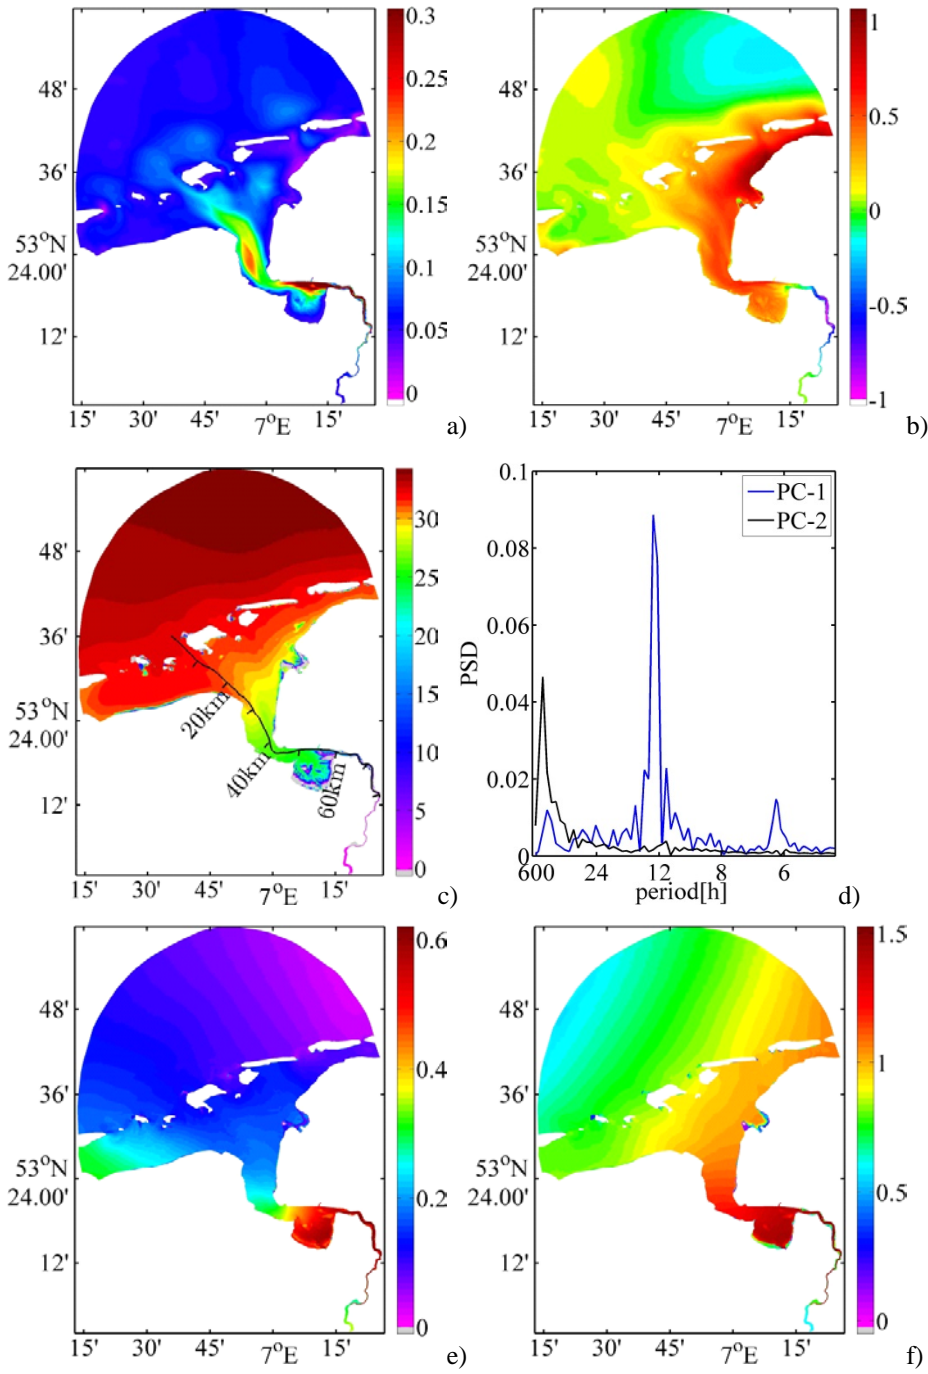 0.3
0.25
0.2
0.15
0.1
0.05
0
48'
36'
53°N
24.00'
12'
15' 30' 45' 7°E 15'
a)
1
0.5
0
-0.5
-1
48'
36'
53°N
24.00'
12'
15' 30' 45' 7°E 15'
b)
30
25
20
15
10
5
0
48'
36'
53°N
24.00'
12'
20km
40km
60km
15' 30' 45' 7°E 15'
c)
0.1
0.08
0.06
0.04
0.02
0
PSD
PC-1
PC-2
600 24 12 8 6
period[h]
d)
0.6
0.4
0.2
0
48'
36'
53°N
24.00'
12'
15' 30' 45' 7°E 15'
e)
1.5
1
0.5
0
48'
36'
53°N
24.00'
12'
15' 30' 45' 7°E 15'
f)